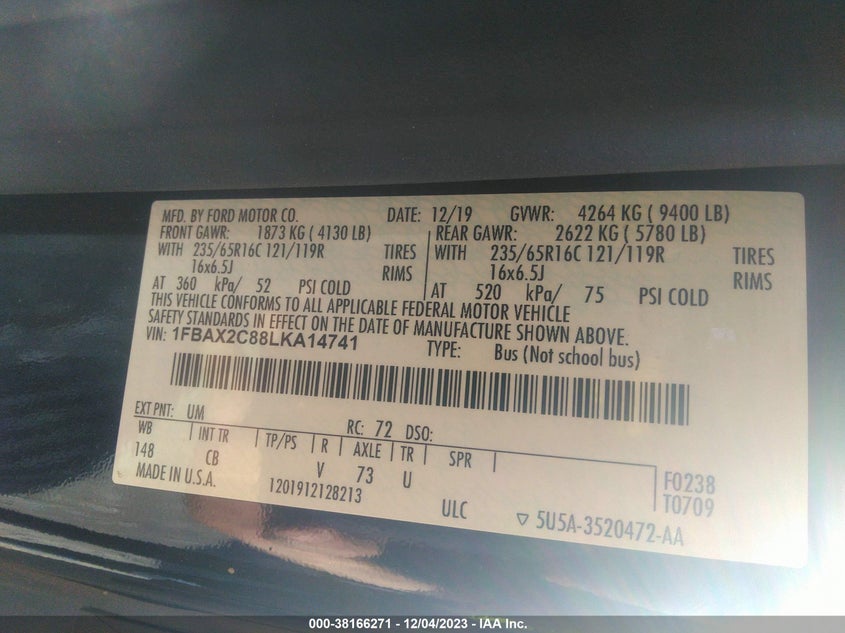 MFD. BY FORD MOTOR CO. DATE: 12/19 GVWR: 4264 KG ( 9400 LB)
FRONT GAWR: 1873 KG ( 4130 LB) REAR GAWR: 2622 KG ( 5780 LB)
WITH 235/65R16C 121/119R TIRES WITH 235/65R16C 121/119R TIRES
16x6.5J RIMS 16x6.5J RIMS
AT 360 kPa/ 52 PSI COLD AT 520 kPa/ 75 PSI COLD
THIS VEHICLE CONFORMS TO ALL APPLICABLE FEDERAL MOTOR VEHICLE
SAFETY STANDARDS IN EFFECT ON THE DATE OF MANUFACTURE SHOWN ABOVE.
VIN: 1FBAX2C88LKA14741 TYPE: Bus (Not school bus)
EXT PNT: UM RC: 72 DSO:
WB INT TR TP/PS R AXLE TR SPR
148 CB V 73 U F0238
MADE IN U.S.A. 1201912128213 T0709
ULC ▽ 5U5A-3520472-AA
000-38166271 - 12/04/2023 - IAA Inc.